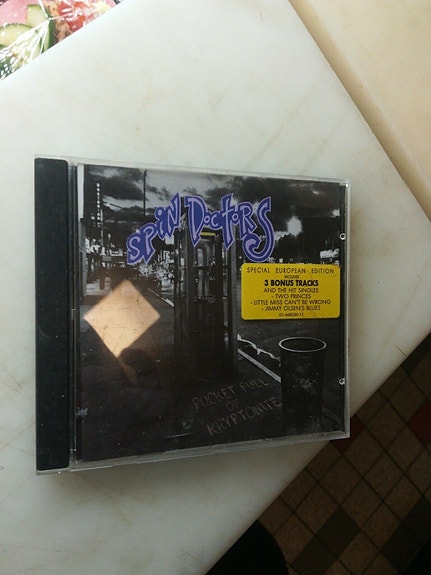 SPIN DOCTORS
SPECIAL EUROPEAN EDITION
INCLUDES
3 BONUS TRACKS
AND THE HIT SINGLES
- TWO PRINCES
- LITTLE MISS CAN'T BE WRONG
- JIMMY OLSEN'S BLUES
POCKET FULL
OF
KRYPTONITE